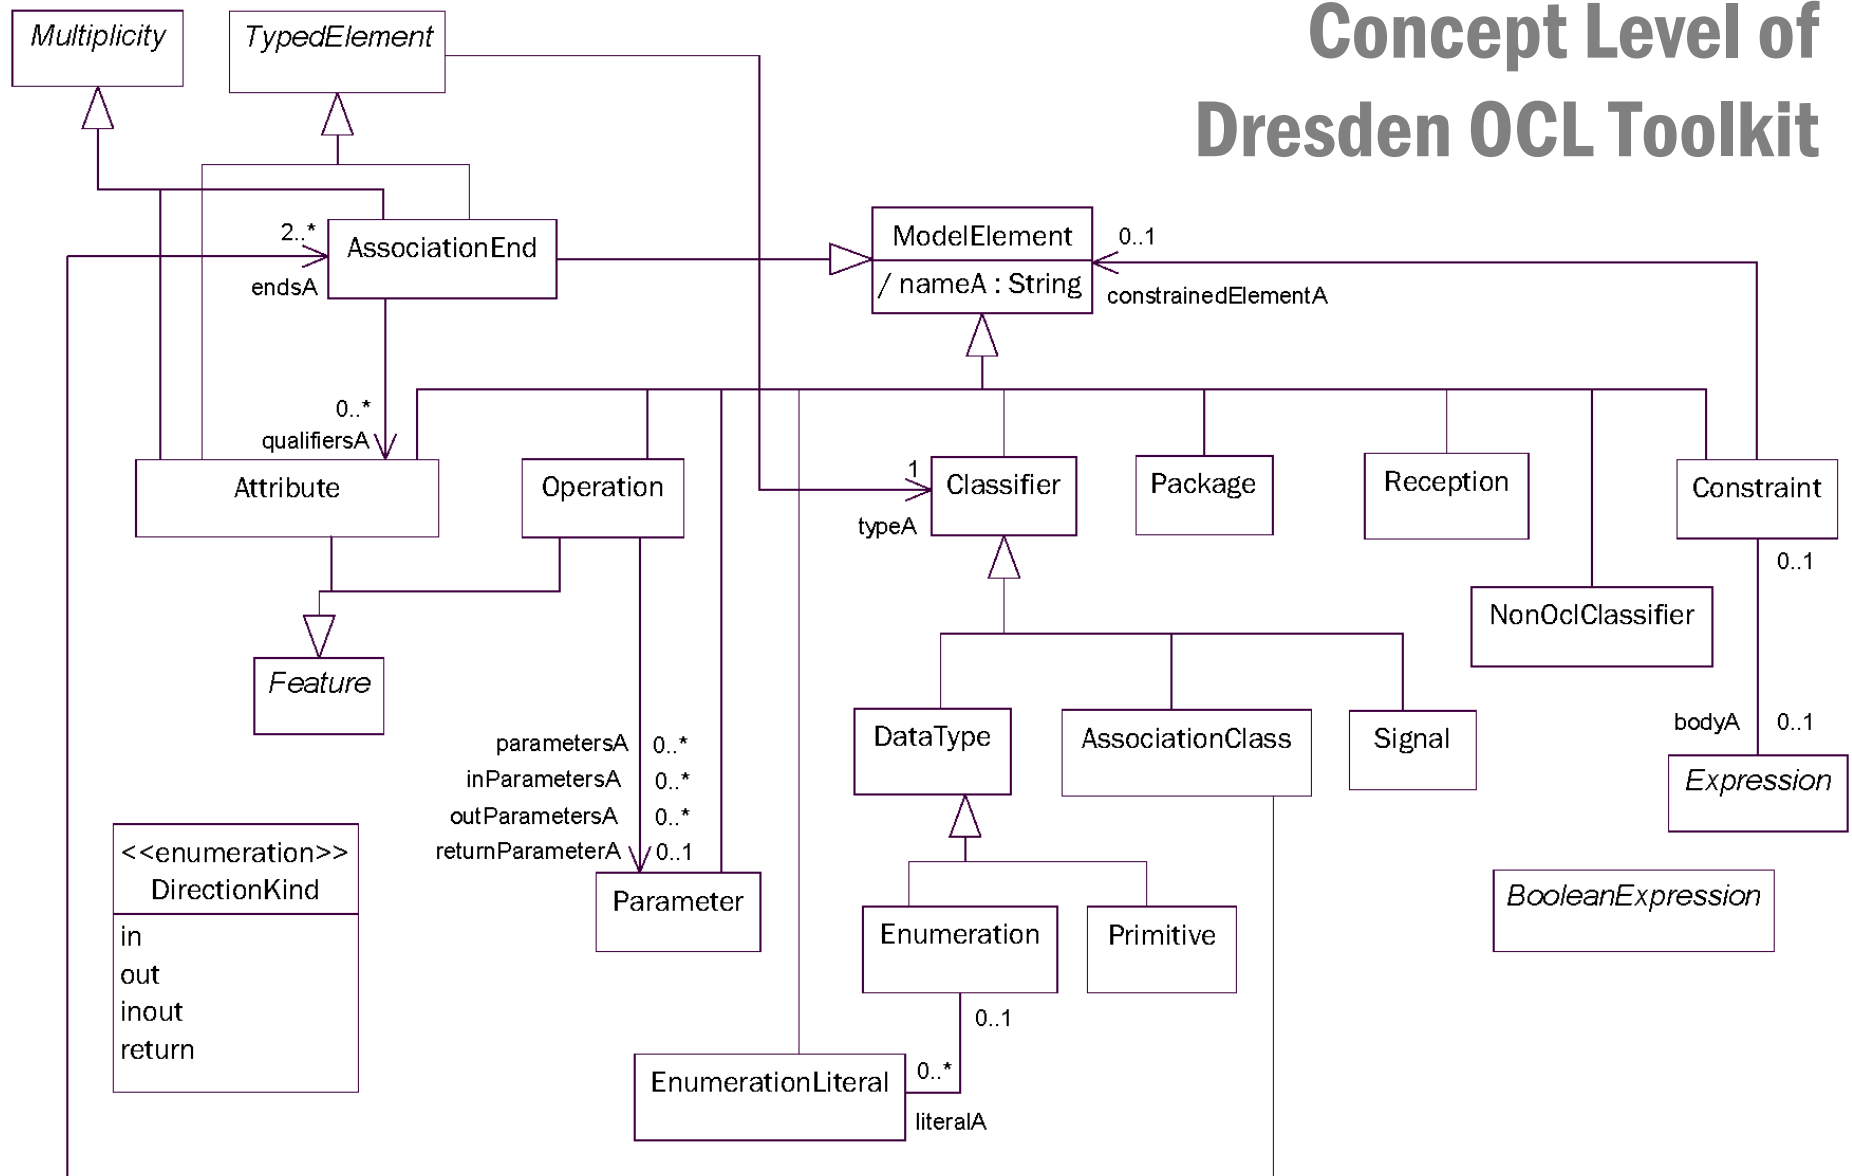 Concept Level of
Dresden OCL Toolkit
Multiplicity
TypedElement
2..*
AssociationEnd
endsA
ModelElement
/ nameA : String
0..1
constrainedElementA
0..*
qualifiersA
Attribute
Operation
1
typeA
Classifier
Package
Reception
Constraint
0..1
NonOclClassifier
Feature
parametersA 0..*
inParametersA 0..*
outParametersA 0..*
returnParameterA 0..1
Parameter
DataType
AssociationClass
Signal
bodyA 0..1
Expression
<<enumeration>>
DirectionKind
in
out
inout
return
Enumeration
Primitive
BooleanExpression
0..1
0..*
literalA
EnumerationLiteral